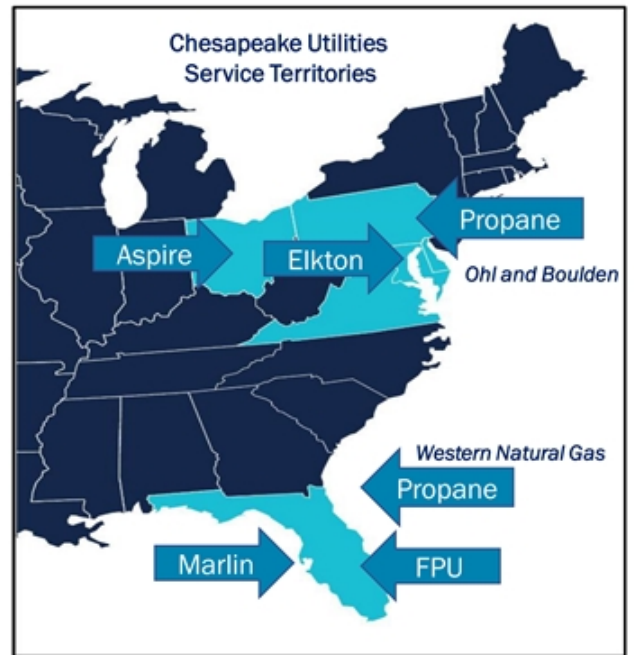 Chesapeake Utilities
Service Territories
Propane
Aspire
Elkton
Ohl and Boulden
Western Natural Gas
Propane
Marlin
FPU